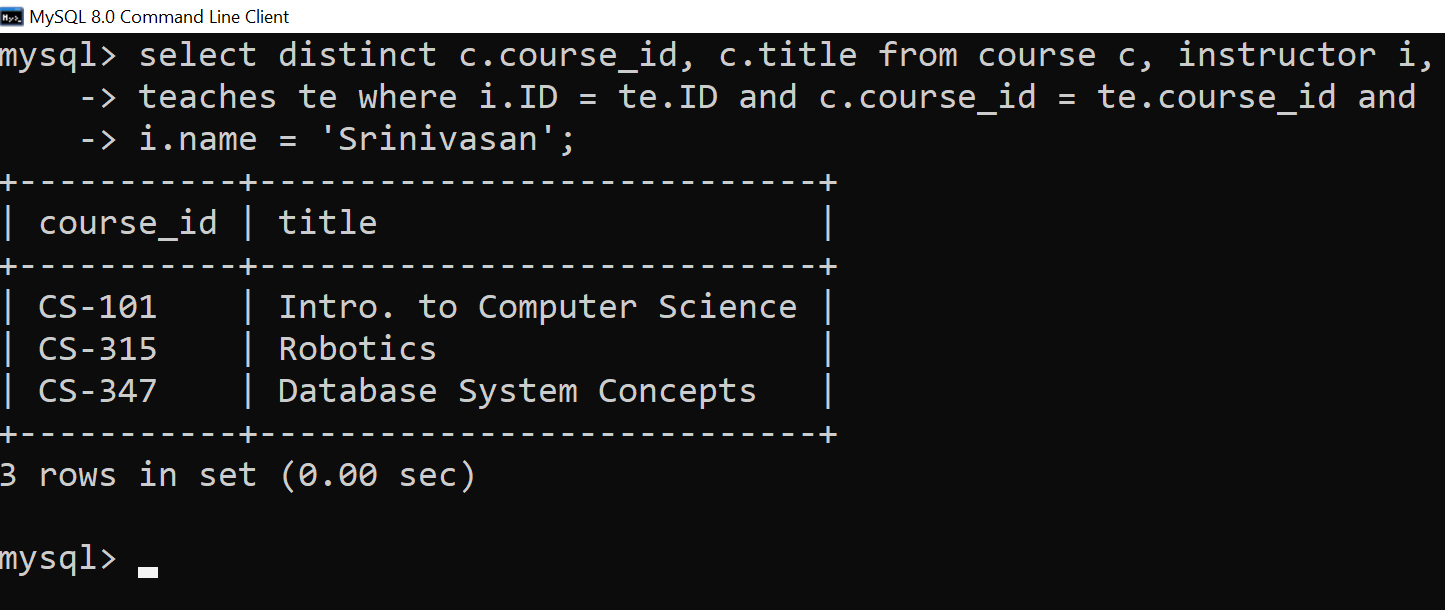 MySQL 8.0 Command Line Client
mysql> select distinct c.course_id, c.title from course c, instructor i,
    -> teaches te where i.ID = te.ID and c.course_id = te.course_id and
    -> i.name = 'Srinivasan';
+-----------+----------------------------+
| course_id | title                      |
+-----------+----------------------------+
| CS-101    | Intro. to Computer Science |
| CS-315    | Robotics                   |
| CS-347    | Database System Concepts   |
+-----------+----------------------------+
3 rows in set (0.00 sec)
mysql>